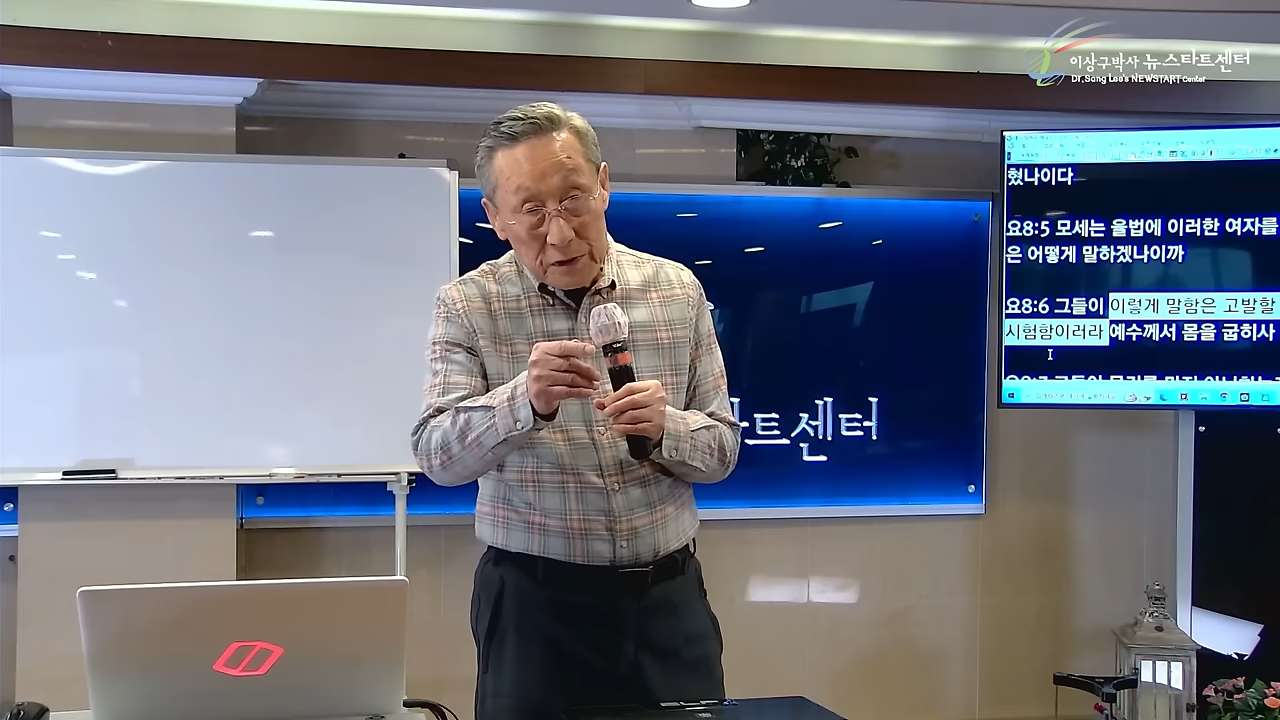 이상구박사 뉴스타트센터
Dr.Sang Lee's NEWSTART Center
혔나이다
요8:5 모세는 율법에 이러한 여자를
은 어떻게 말하겠나이까
요8:6 그들이 이렇게 말함은 고발할
시험함이러라 예수께서 몸을 굽히사
타트센터